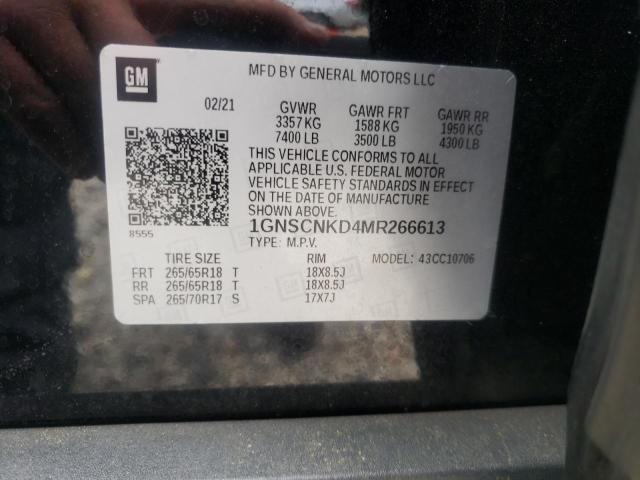 GM
MFD BY GENERAL MOTORS LLC
02/21 GVWR GAWR FRT GAWR RR
3357 KG 1588 KG 1950 KG
7400 LB 3500 LB 4300 LB
THIS VEHICLE CONFORMS TO ALL
APPLICABLE U.S. FEDERAL MOTOR
VEHICLE SAFETY STANDARDS IN EFFECT
ON THE DATE OF MANUFACTURE
SHOWN ABOVE.
8555 1GNSCNKD4MR266613
TYPE: M.P.V. MODEL: 43CC10706
TIRE SIZE RIM
FRT 265/65R18 T 18X8.5J
RR 265/65R18 T 18X8.5J
SPA 265/70R17 S 17X7J